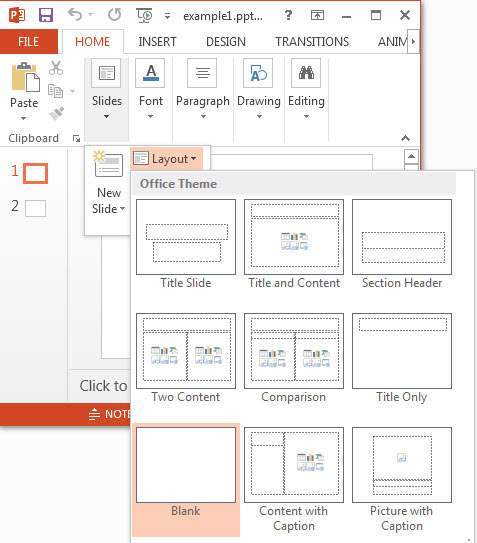 example1.ppt...
FILE HOME INSERT DESIGN TRANSITIONS ANIM
Paste
Slides
Font
Paragraph
Drawing
Editing
Clipboard
1
2
New
Slide
Layout
Office Theme
Title Slide
Title and Content
Section Header
Two Content
Comparison
Title Only
Blank
Content with
Caption
Picture with
Caption
Click to
NOTE